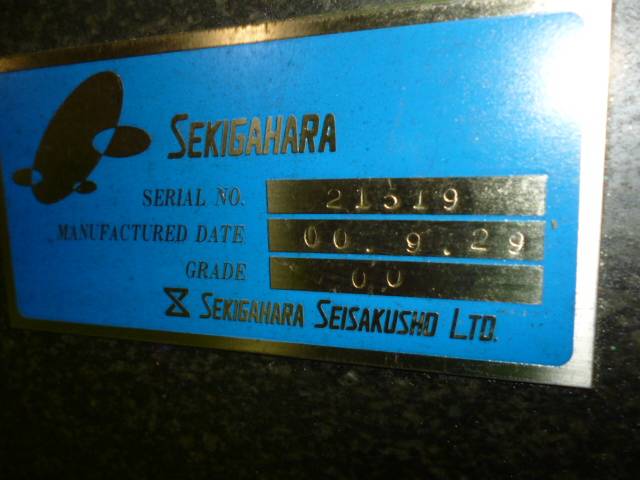 SEKIGAHARA
SERIAL NO. 21519
MANUFACTURED DATE 00.9.29
GRADE 00
SEKIGAHARA SEISAKUSHO LTD.